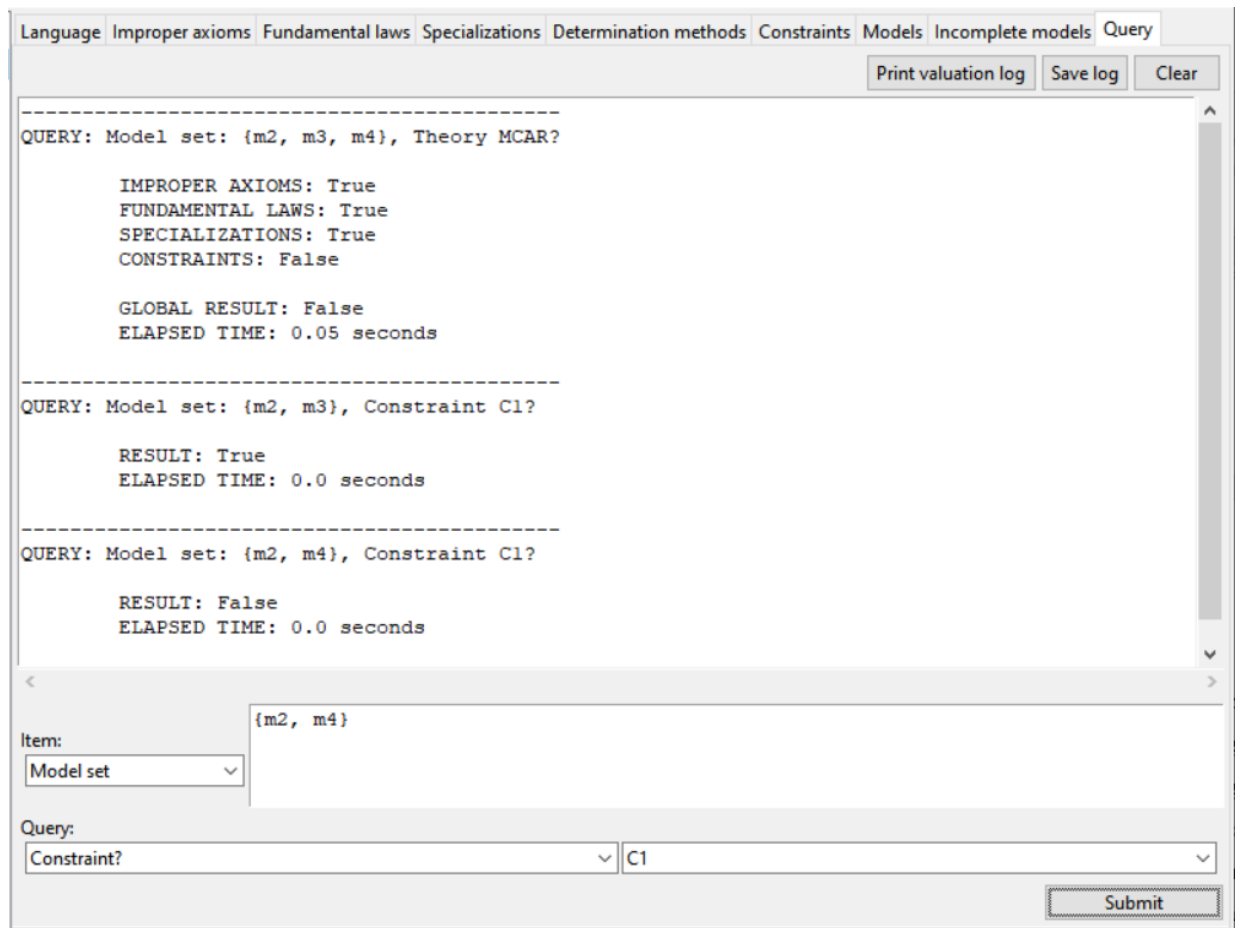 Language Improper axioms Fundamental laws Specializations Determination methods Constraints Models Incomplete models Query
Print valuation log Save log Clear
--------------------------------------------
QUERY: Model set: {m2, m3, m4}, Theory MCAR?
IMPROPER AXIOMS: True
FUNDAMENTAL LAWS: True
SPECIALIZATIONS: True
CONSTRAINTS: False
GLOBAL RESULT: False
ELAPSED TIME: 0.05 seconds
--------------------------------------------
QUERY: Model set: {m2, m3}, Constraint C1?
RESULT: True
ELAPSED TIME: 0.0 seconds
--------------------------------------------
QUERY: Model set: {m2, m4}, Constraint C1?
RESULT: False
ELAPSED TIME: 0.0 seconds
{m2, m4}
Item:
Model set
Query:
Constraint? C1
Submit